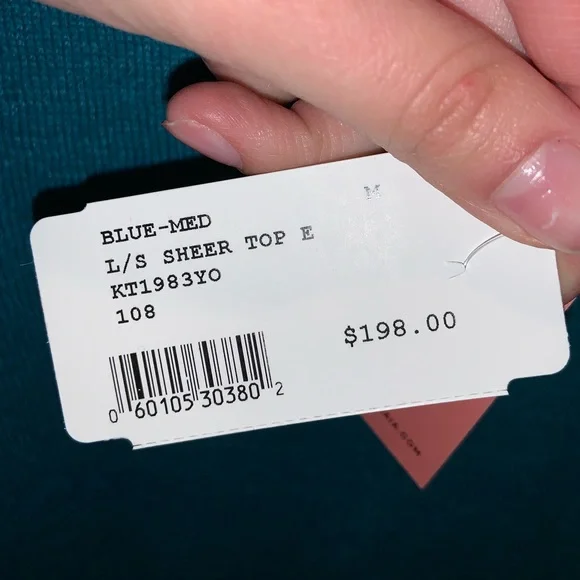 M
BLUE-MED
L/S SHEER TOP E
KT1983YO
108
$198.00
0 60105 30380 2